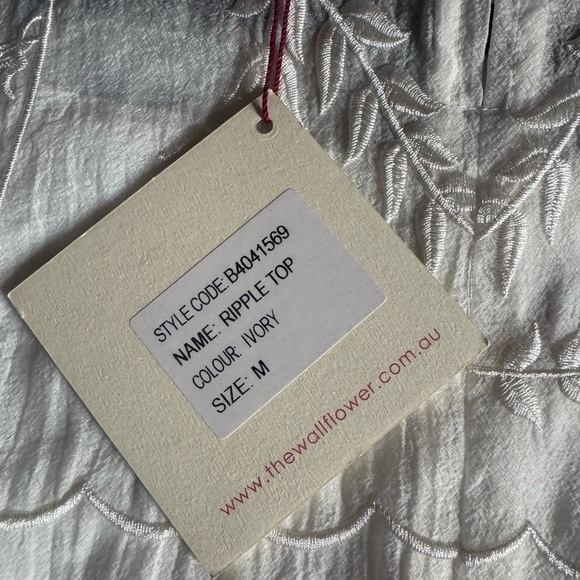 STYLE CODE: B4041569
NAME: RIPPLE TOP
COLOUR: IVORY
SIZE: M
www.thewallflower.com.au